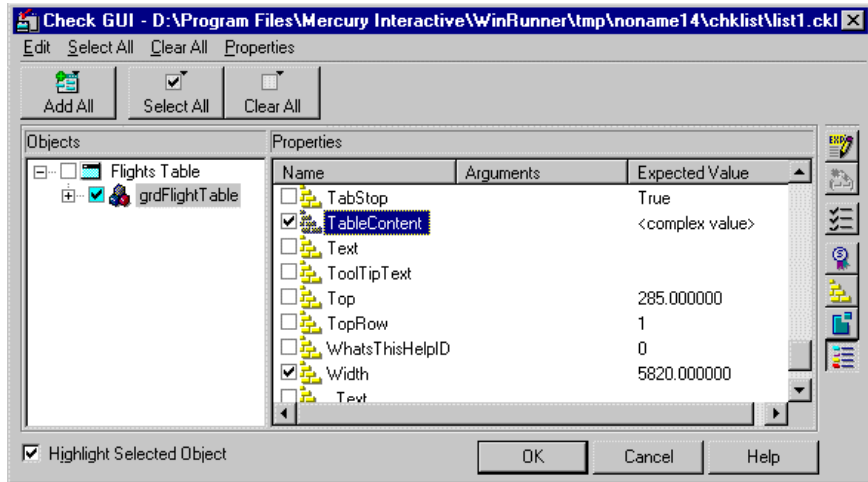 Check GUI - D:\Program Files\Mercury Interactive\WinRunner\tmp\noname14\chklist\list1.ckl
Edit Select All Clear All Properties
Add All Select All Clear All
Objects Properties
Flights Table
grdFlightTable
Name Arguments Expected Value
TabStop True
TableContent <complex value>
Text
ToolTipText
Top 285.000000
TopRow 1
WhatsThisHelpID 0
Width 5820.000000
_Text
EXP
Highlight Selected Object OK Cancel Help